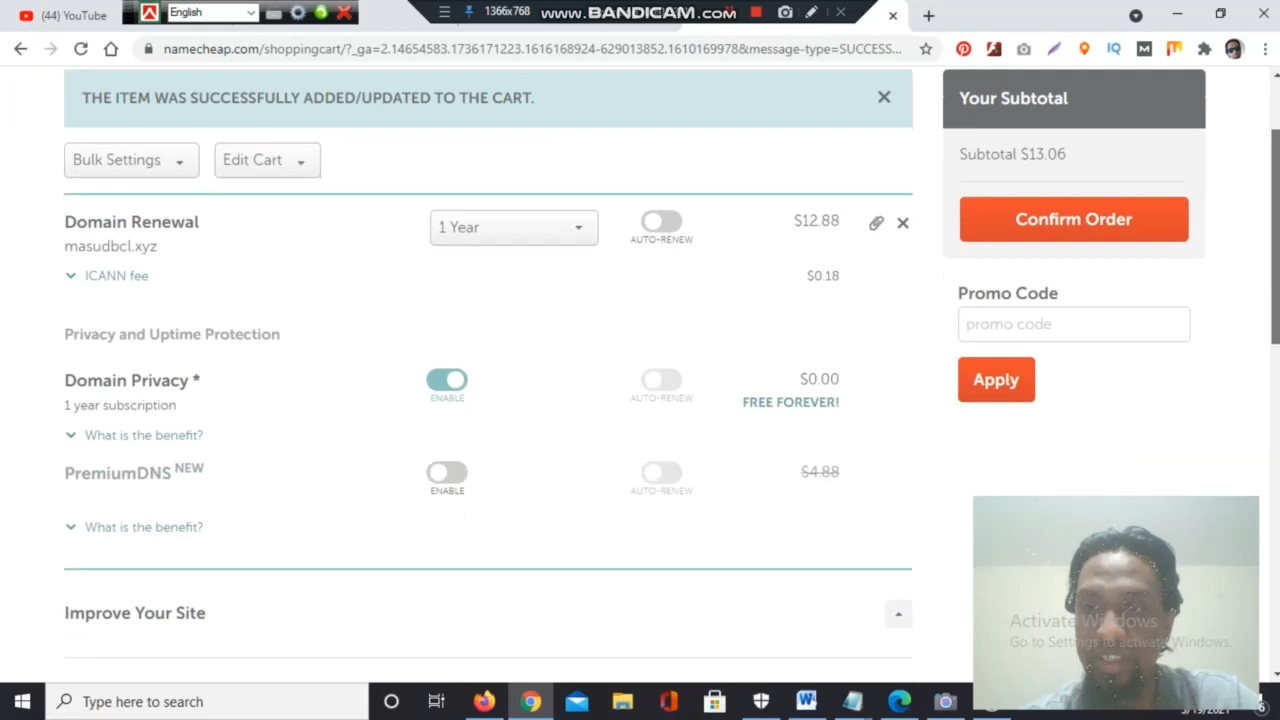 (44) YouTube
English
1366x768
www.BANDICAM.com
namecheap.com/shoppingcart/?_ga=2.14654583.1736171223.1616168924-629013852.1610169978&message-type=SUCCESS...
THE ITEM WAS SUCCESSFULLY ADDED/UPDATED TO THE CART.
Bulk Settings
Edit Cart
Domain Renewal
masudbcl.xyz
1 Year
AUTO-RENEW
$12.88
ICANN fee
$0.18
Privacy and Uptime Protection
Domain Privacy *
1 year subscription
ENABLE
AUTO-RENEW
$0.00
FREE FOREVER!
What is the benefit?
PremiumDNS NEW
ENABLE
AUTO-RENEW
$4.88
What is the benefit?
Improve Your Site
Your Subtotal
Subtotal $13.06
Confirm Order
Promo Code
promo code
Apply
Activate Windows
Go to Settings to activate Windows.
Type here to search